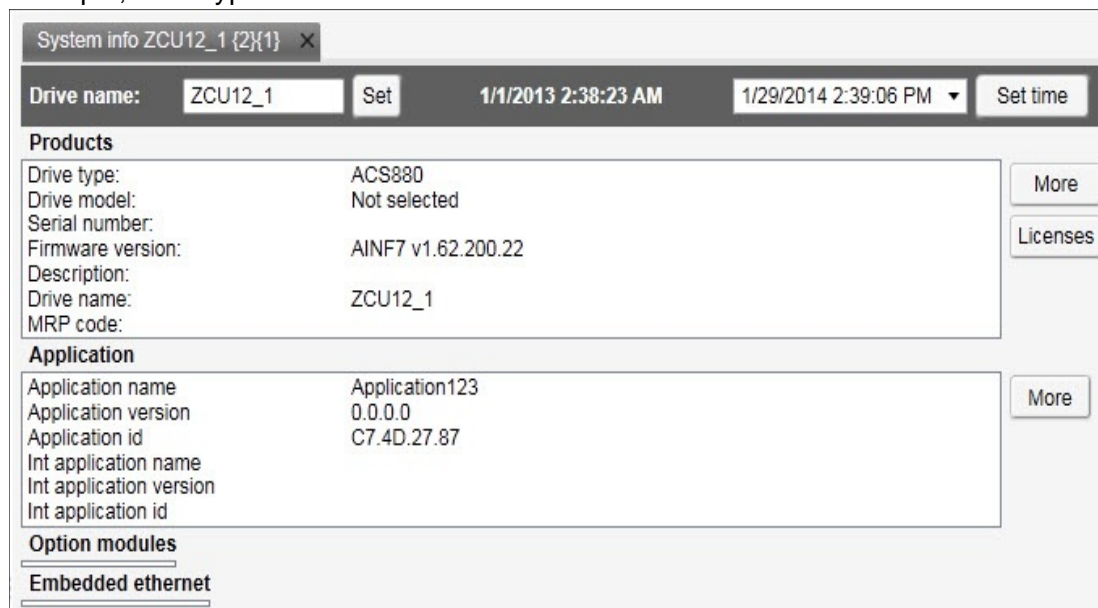 System info ZCU12_1 {2}{1} ×
Drive name: ZCU12_1 Set 1/1/2013 2:38:23 AM 1/29/2014 2:39:06 PM Set time
Products
Drive type: ACS880
More
Drive model: Not selected
Serial number:
Licenses
Firmware version: AINF7 v1.62.200.22
Description:
Drive name: ZCU12_1
MRP code:
Application
Application name Application123
More
Application version 0.0.0.0
Application id C7.4D.27.87
Int application name
Int application version
Int application id
Option modules
Embedded ethernet